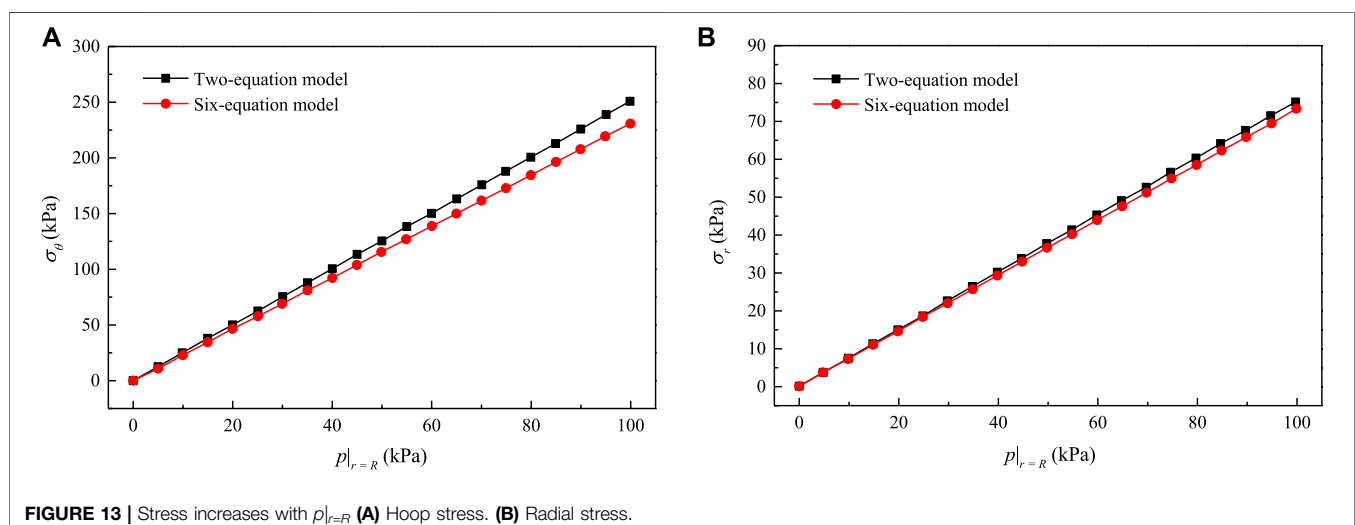 A
300
250
200
150
100
50
0
σθ (kPa)
Two-equation model
Six-equation model
0 20 40 60 80 100
p|r = R (kPa)
B
90
80
70
60
50
40
30
20
10
0
σr (kPa)
Two-equation model
Six-equation model
0 20 40 60 80 100
p|r = R (kPa)
FIGURE 13 | Stress increases with p|r=R (A) Hoop stress. (B) Radial stress.